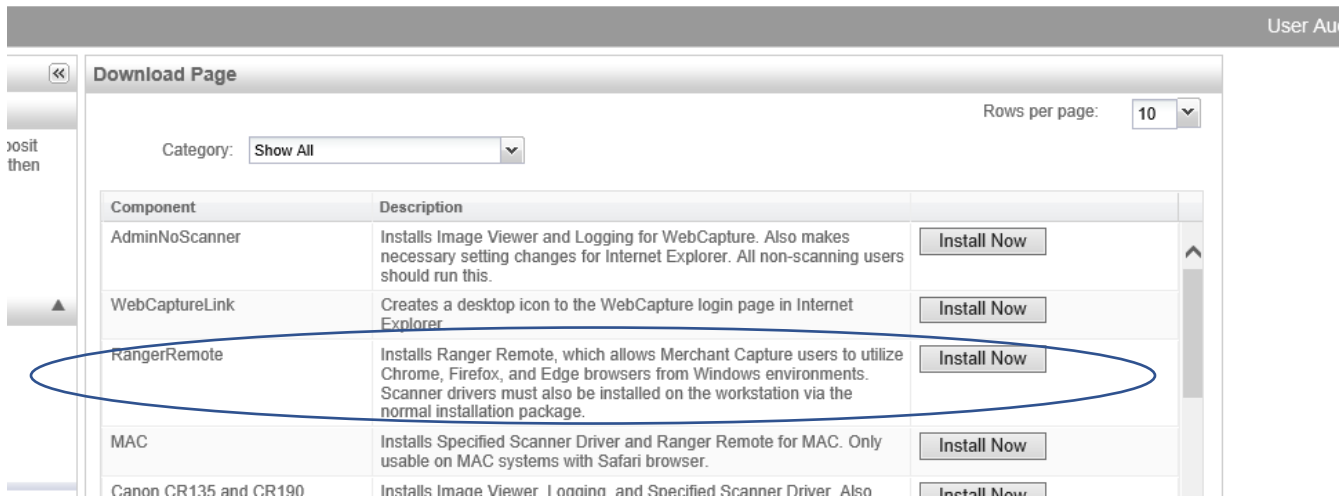 User Au
Download Page
Rows per page: 10
posit
then
Category: Show All
Component Description
AdminNoScanner Installs Image Viewer and Logging for WebCapture. Also makes Install Now
necessary setting changes for Internet Explorer. All non-scanning users
should run this.
WebCaptureLink Creates a desktop icon to the WebCapture login page in Internet Install Now
Explorer
RangerRemote Installs Ranger Remote, which allows Merchant Capture users to utilize Install Now
Chrome, Firefox, and Edge browsers from Windows environments.
Scanner drivers must also be installed on the workstation via the
normal installation package.
MAC Installs Specified Scanner Driver and Ranger Remote for MAC. Only Install Now
usable on MAC systems with Safari browser.
Canon CR135 and CR190 Installs Image Viewer, Logging, and Specified Scanner Driver. Also Install Now